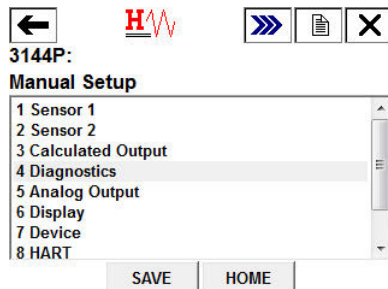 H
3144P:
Manual Setup
1 Sensor 1
2 Sensor 2
3 Calculated Output
4 Diagnostics
5 Analog Output
6 Display
7 Device
8 HART
SAVE HOME